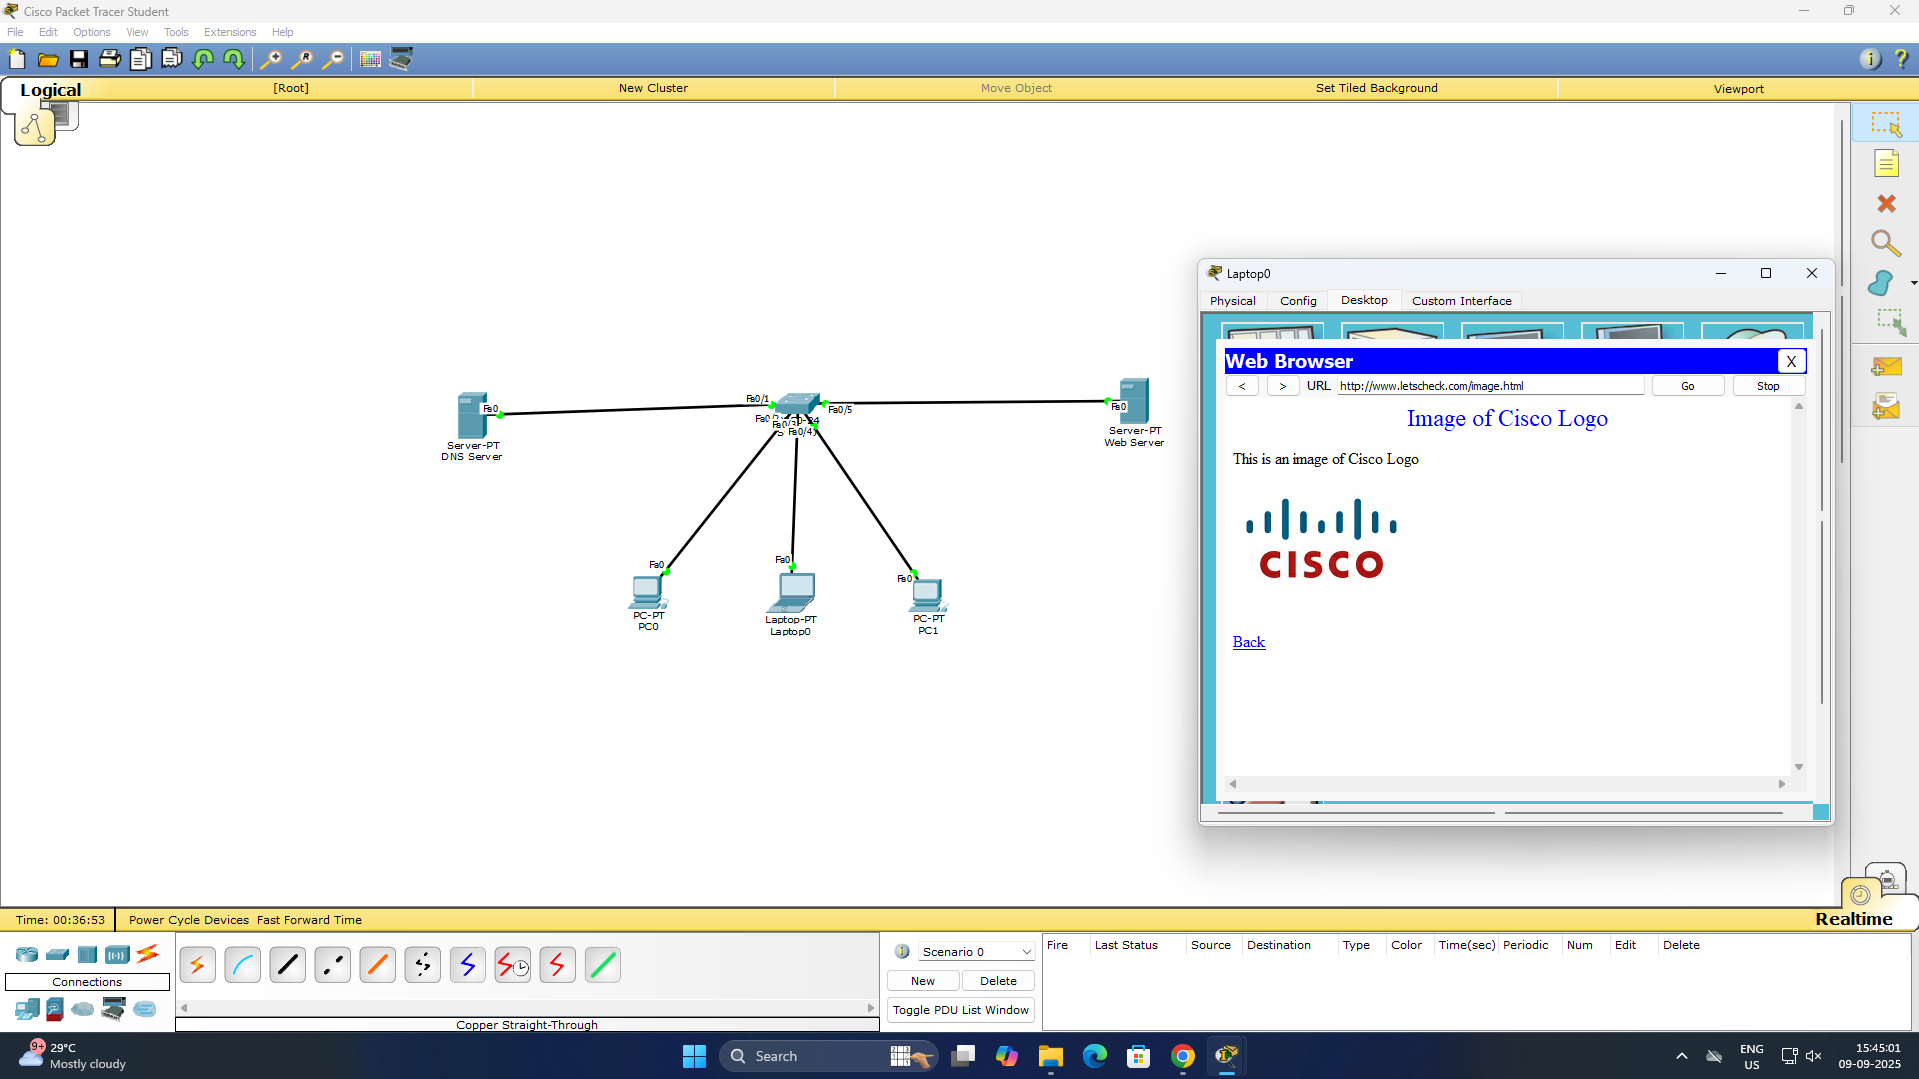 Cisco Packet Tracer Student
File Edit Options View Tools Extensions Help
Logical
[Root]
New Cluster
Move Object
Set Tiled Background
Viewport
Fa0
Fa0/1
Fa0/5
Fa0/3
Fa0/4
Fa0
Server-PT
DNS Server
Server-PT
Web Server
Fa0
Fa0
Fa0
PC-PT
PC0
Laptop-PT
Laptop0
PC-PT
PC1
Laptop0
Physical Config Desktop Custom Interface
Web Browser X
< > URL http://www.letscheck.com/image.html Go Stop
Image of Cisco Logo
This is an image of Cisco Logo
CISCO
Back
Time: 00:36:53 Power Cycle Devices Fast Forward Time
Realtime
Connections
Copper Straight-Through
Scenario 0
New Delete
Toggle PDU List Window
Fire Last Status Source Destination Type Color Time(sec) Periodic Num Edit Delete
9+
29°C
Mostly cloudy
Search
ENG
US
15:45:01
09-09-2025